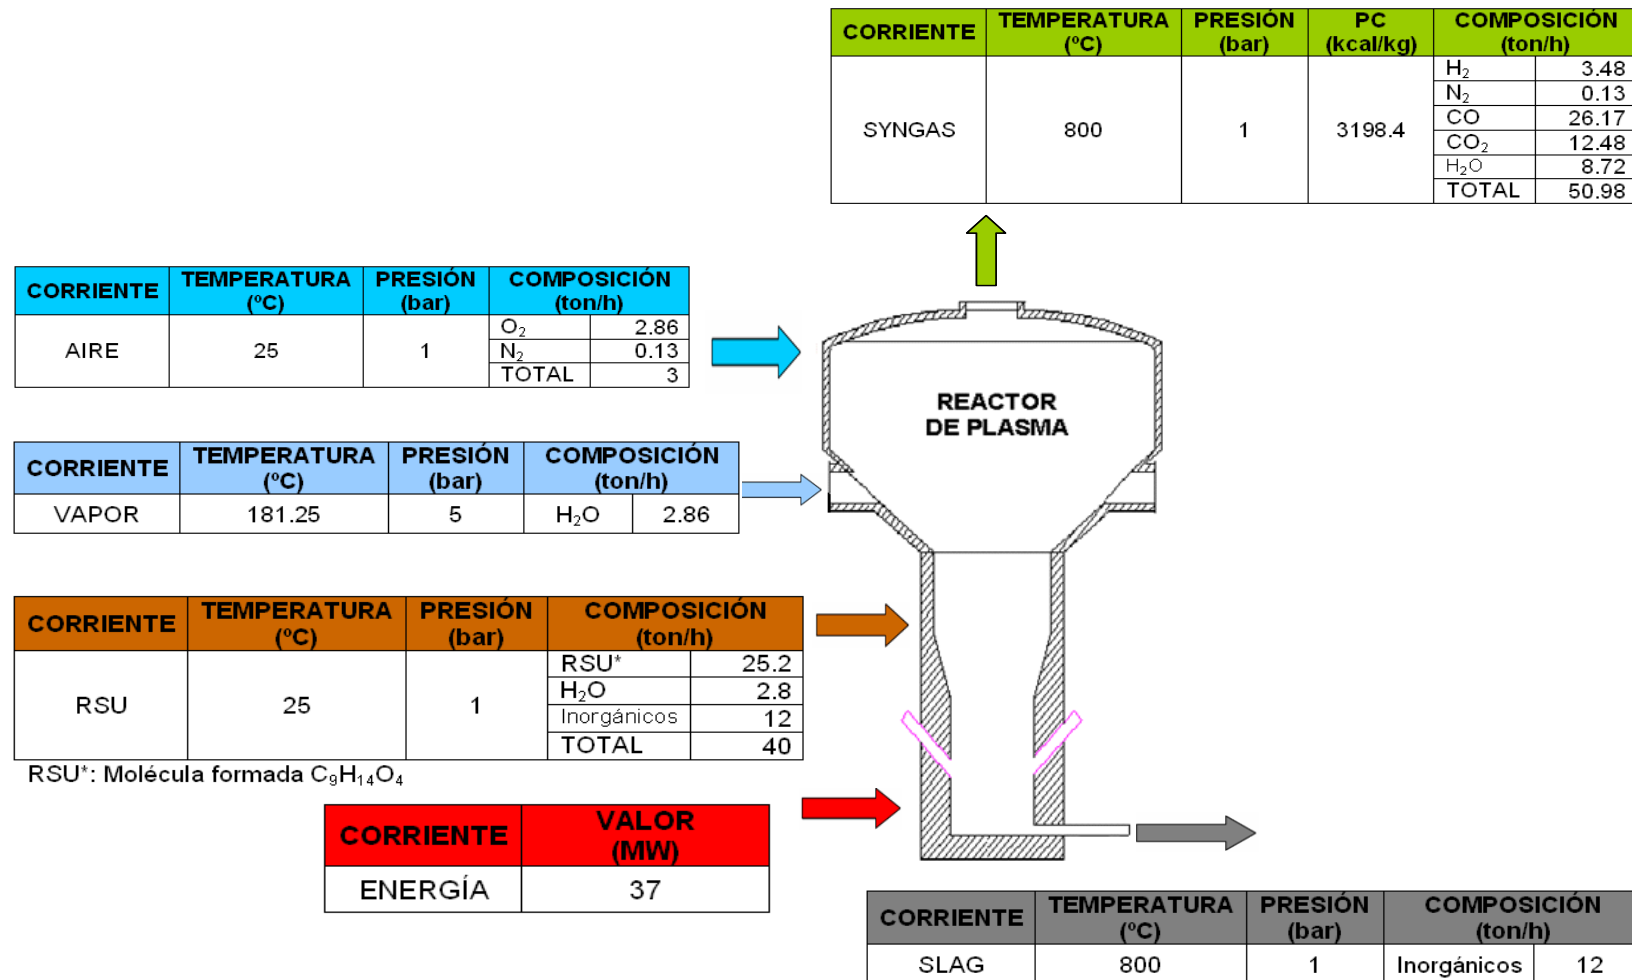 CORRIENTE TEMPERATURA (ºC) PRESIÓN (bar) PC (kcal/kg) COMPOSICIÓN (ton/h)
SYNGAS 800 1 3198.4
H₂ 3.48
N₂ 0.13
CO 26.17
CO₂ 12.48
H₂O 8.72
TOTAL 50.98
CORRIENTE TEMPERATURA (ºC) PRESIÓN (bar) COMPOSICIÓN (ton/h)
AIRE 25 1
O₂ 2.86
N₂ 0.13
TOTAL 3
REACTOR
DE PLASMA
CORRIENTE TEMPERATURA (ºC) PRESIÓN (bar) COMPOSICIÓN (ton/h)
VAPOR 181.25 5 H₂O 2.86
CORRIENTE TEMPERATURA (ºC) PRESIÓN (bar) COMPOSICIÓN (ton/h)
RSU 25 1
RSU* 25.2
H₂O 2.8
Inorgánicos 12
TOTAL 40
RSU*: Molécula formada C₉H₁₄O₄
CORRIENTE VALOR (MW)
ENERGÍA 37
CORRIENTE TEMPERATURA (ºC) PRESIÓN (bar) COMPOSICIÓN (ton/h)
SLAG 800 1 Inorgánicos 12